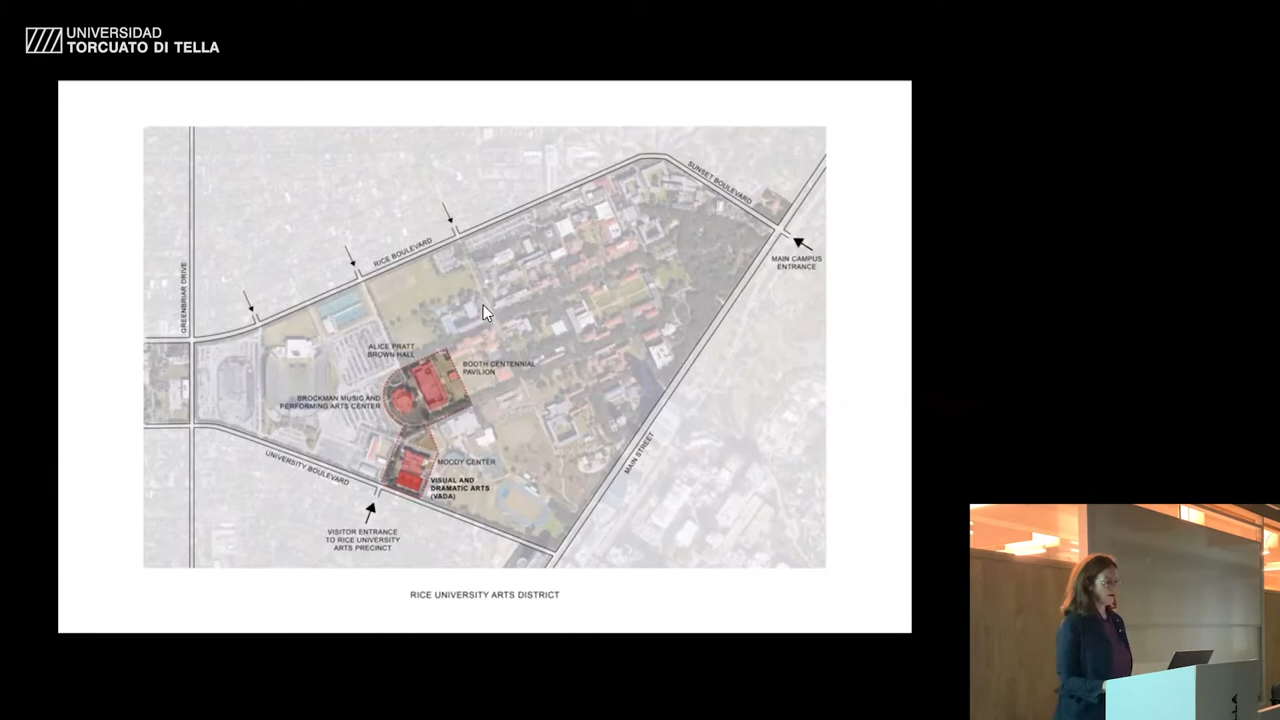 UNIVERSIDAD
TORCUATO DI TELLA
SUNSET BOULEVARD
RICE BOULEVARD
GREENBRIAR DRIVE
MAIN CAMPUS
ENTRANCE
ALICE PRATT
BROWN HALL
BOOTH CENTENNIAL
PAVILION
BROCKMAN MUSIC AND
PERFORMING ARTS CENTER
MOODY CENTER
UNIVERSITY BOULEVARD
VISUAL AND
DRAMATIC ARTS
(VADA)
MAIN STREET
VISITOR ENTRANCE
TO RICE UNIVERSITY
ARTS PRECINCT
RICE UNIVERSITY ARTS DISTRICT